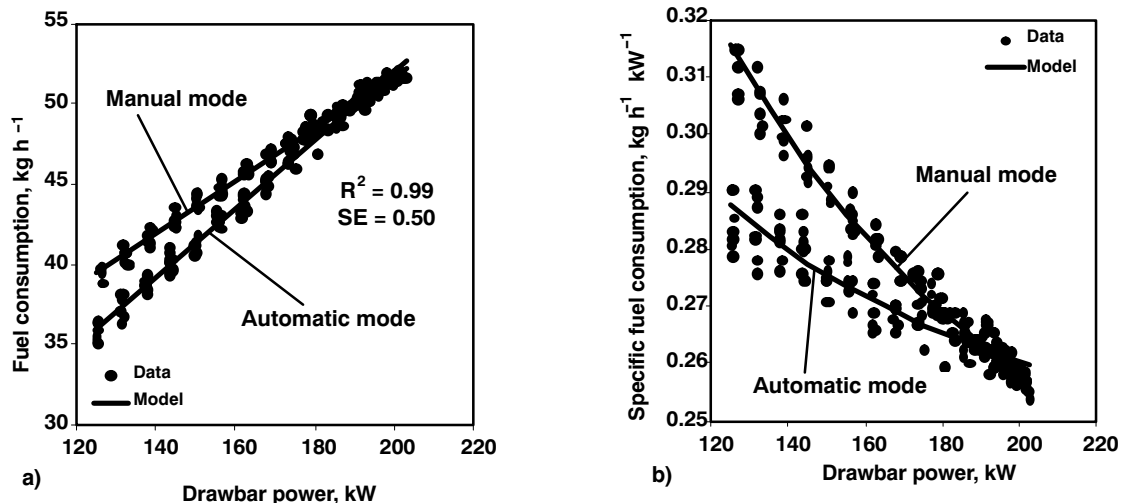 55
50
45
40
35
30
Fuel consumption, kg h⁻¹
Manual mode
R² = 0.99
SE = 0.50
Automatic mode
Data
Model
120 140 160 180 200 220
a)
Drawbar power, kW
0.32
0.31
0.30
0.29
0.28
0.27
0.26
0.25
Specific fuel consumption, kg h⁻¹ kW⁻¹
Data
Model
Manual mode
Automatic mode
120 140 160 180 200 220
b)
Drawbar power, kW